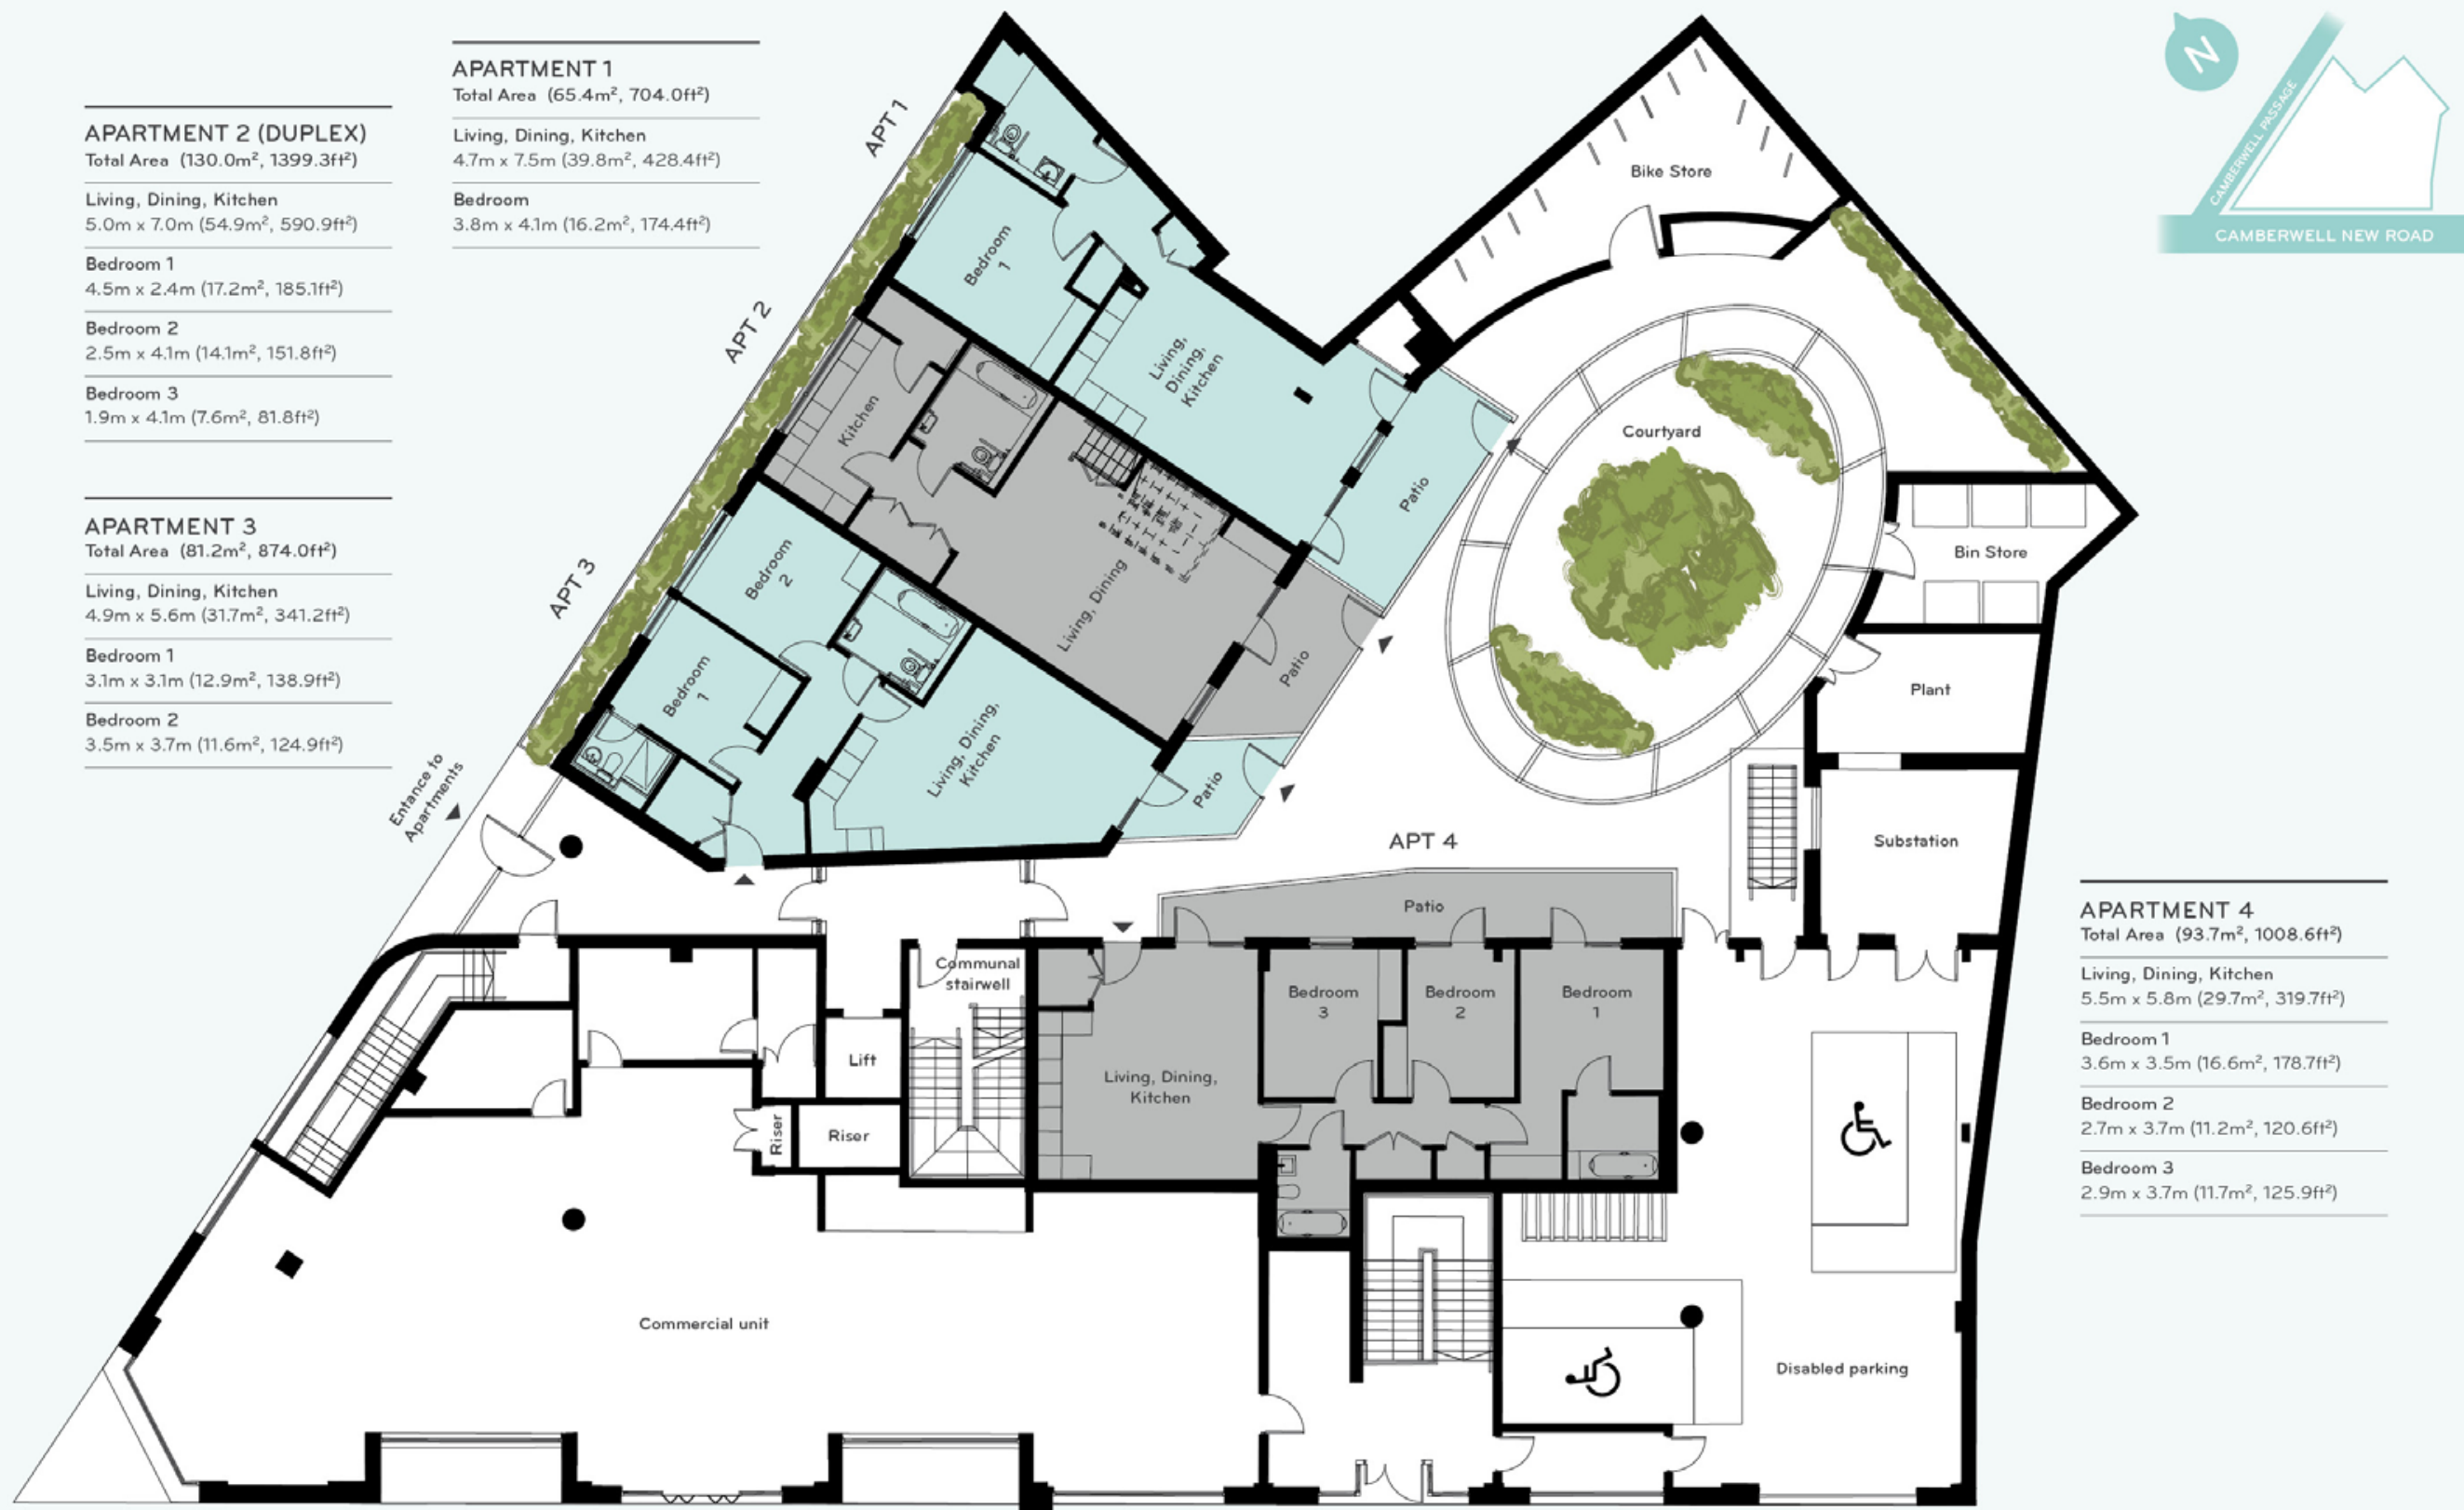 APARTMENT 2 (DUPLEX)
Total Area (130.0m², 1399.3ft²)
Living, Dining, Kitchen
5.0m x 7.0m (54.9m², 590.9ft²)
Bedroom 1
4.5m x 2.4m (17.2m², 185.1ft²)
Bedroom 2
2.5m x 4.1m (14.1m², 151.8ft²)
Bedroom 3
1.9m x 4.1m (7.6m², 81.8ft²)
APARTMENT 3
Total Area (81.2m², 874.0ft²)
Living, Dining, Kitchen
4.9m x 5.6m (31.7m², 341.2ft²)
Bedroom 1
3.1m x 3.1m (12.9m², 138.9ft²)
Bedroom 2
3.5m x 3.7m (11.6m², 124.9ft²)
APARTMENT 1
Total Area (65.4m², 704.0ft²)
Living, Dining, Kitchen
4.7m x 7.5m (39.8m², 428.4ft²)
Bedroom
3.8m x 4.1m (16.2m², 174.4ft²)
APT 1
Bedroom
1
Living,
Dining,
Kitchen
Patio
APT 2
Kitchen
Living, Dining
Patio
APT 3
Bedroom
2
Bedroom
1
Living, Dining,
Kitchen
Patio
Entance to
Apartments
Bike Store
Courtyard
Bin Store
Plant
Substation
N
CAMBERWELL PASSAGE
CAMBERWELL NEW ROAD
APT 4
Patio
Communal
stairwell
Bedroom
3
Bedroom
2
Bedroom
1
Living, Dining,
Kitchen
Lift
Riser
Riser
Commercial unit
Disabled parking
APARTMENT 4
Total Area (93.7m², 1008.6ft²)
Living, Dining, Kitchen
5.5m x 5.8m (29.7m², 319.7ft²)
Bedroom 1
3.6m x 3.5m (16.6m², 178.7ft²)
Bedroom 2
2.7m x 3.7m (11.2m², 120.6ft²)
Bedroom 3
2.9m x 3.7m (11.7m², 125.9ft²)